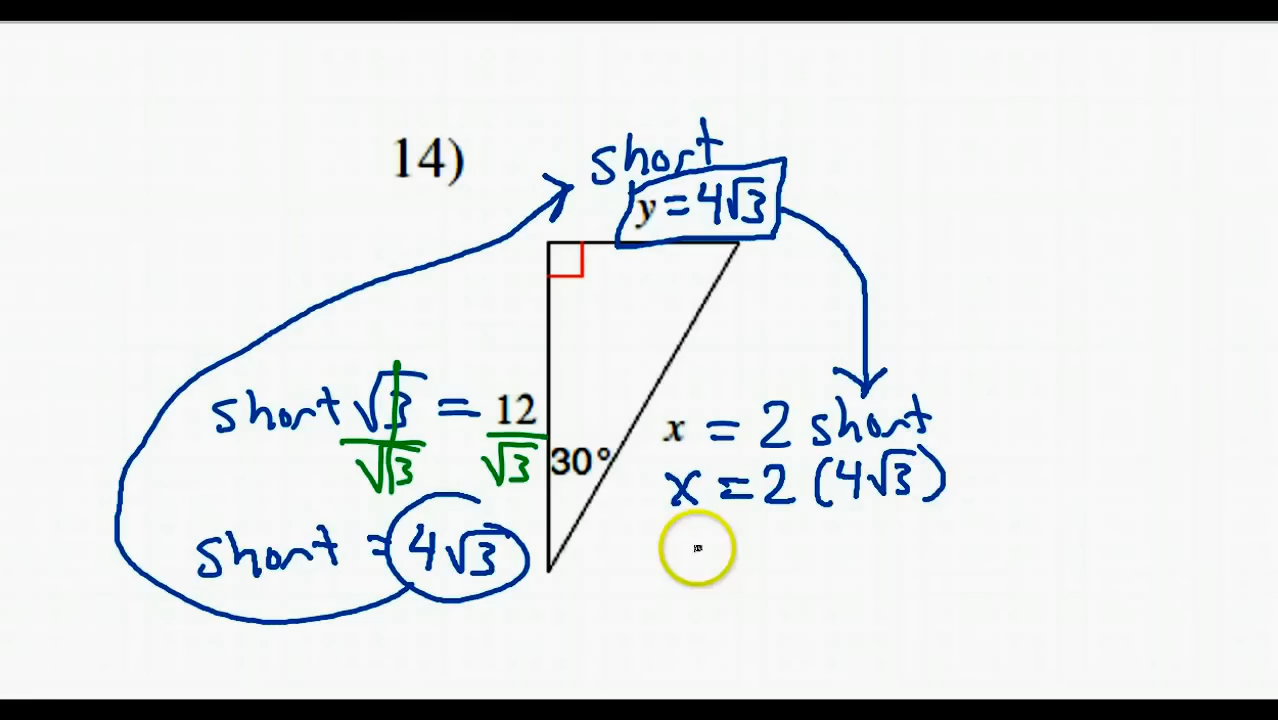 14)
short
y = 4√3
short √3 = 12
√3 √3
30°
x = 2 short
x = 2 (4√3)
short = 4√3